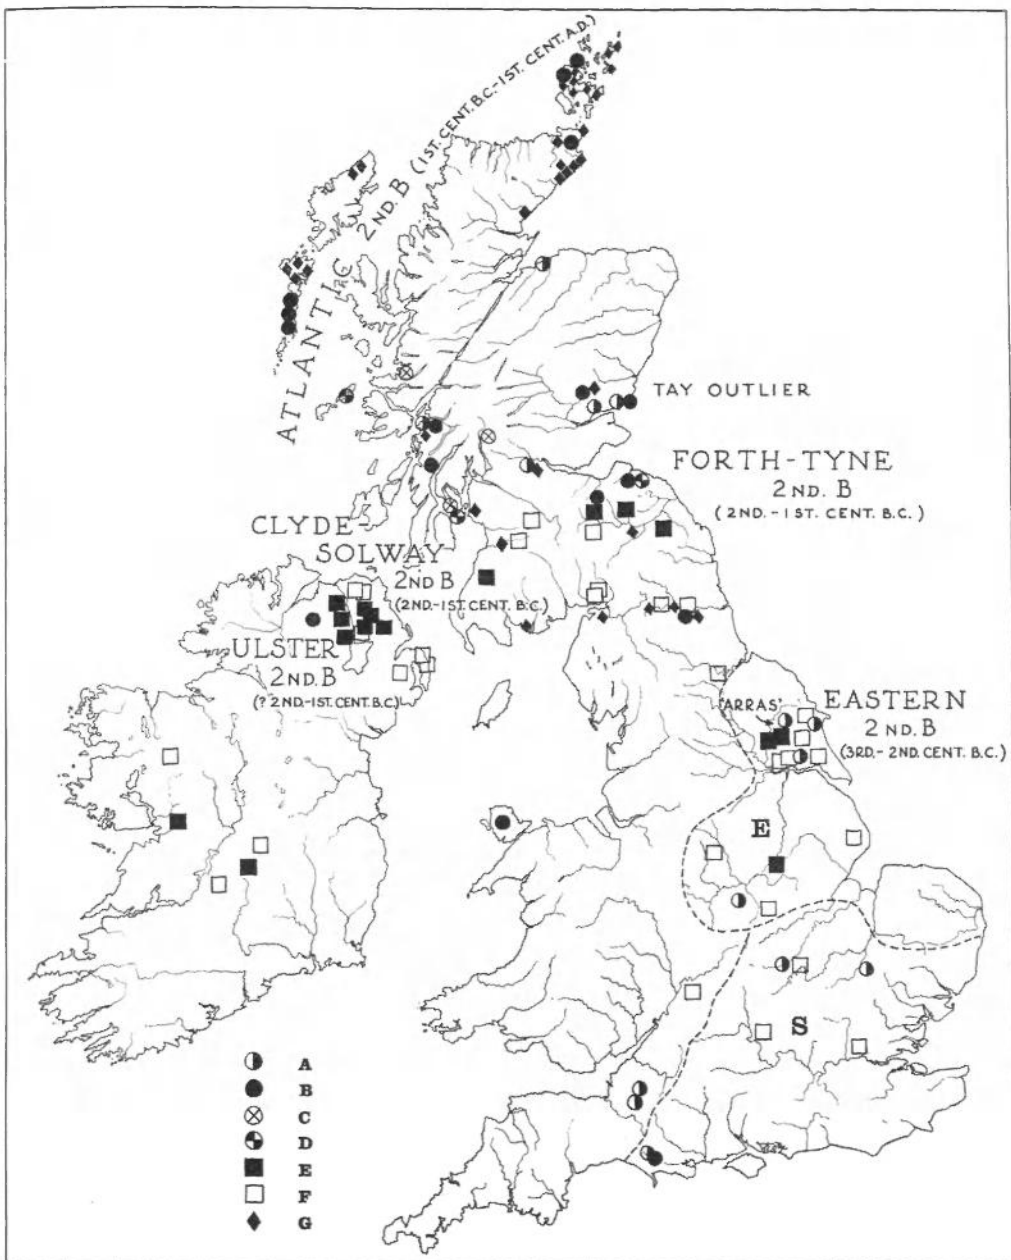 ATLANTIC 2ND. B (1ST. CENT. B.C.-1ST. CENT. A.D.)
TAY OUTLIER
FORTH-TYNE
2ND. B
(2ND.-1ST. CENT. B.C.)
CLYDE-
SOLWAY
2ND B
(2ND.-1ST. CENT. B.C.)
ULSTER
2ND. B
(? 2ND.-1ST. CENT. B.C.)
'ARRAS'
EASTERN
2ND. B
(3RD.-2ND. CENT. B.C.)
E
S
A
B
C
D
E
F
G